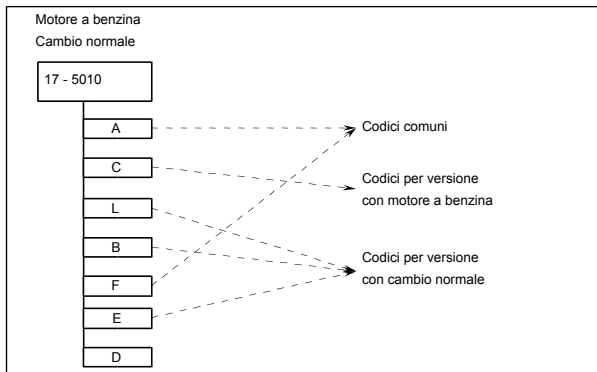 Motore a benzina
Cambio normale
17 - 5010
A
C
L
B
F
E
D
Codici comuni
Codici per versione
con motore a benzina
Codici per versione
con cambio normale